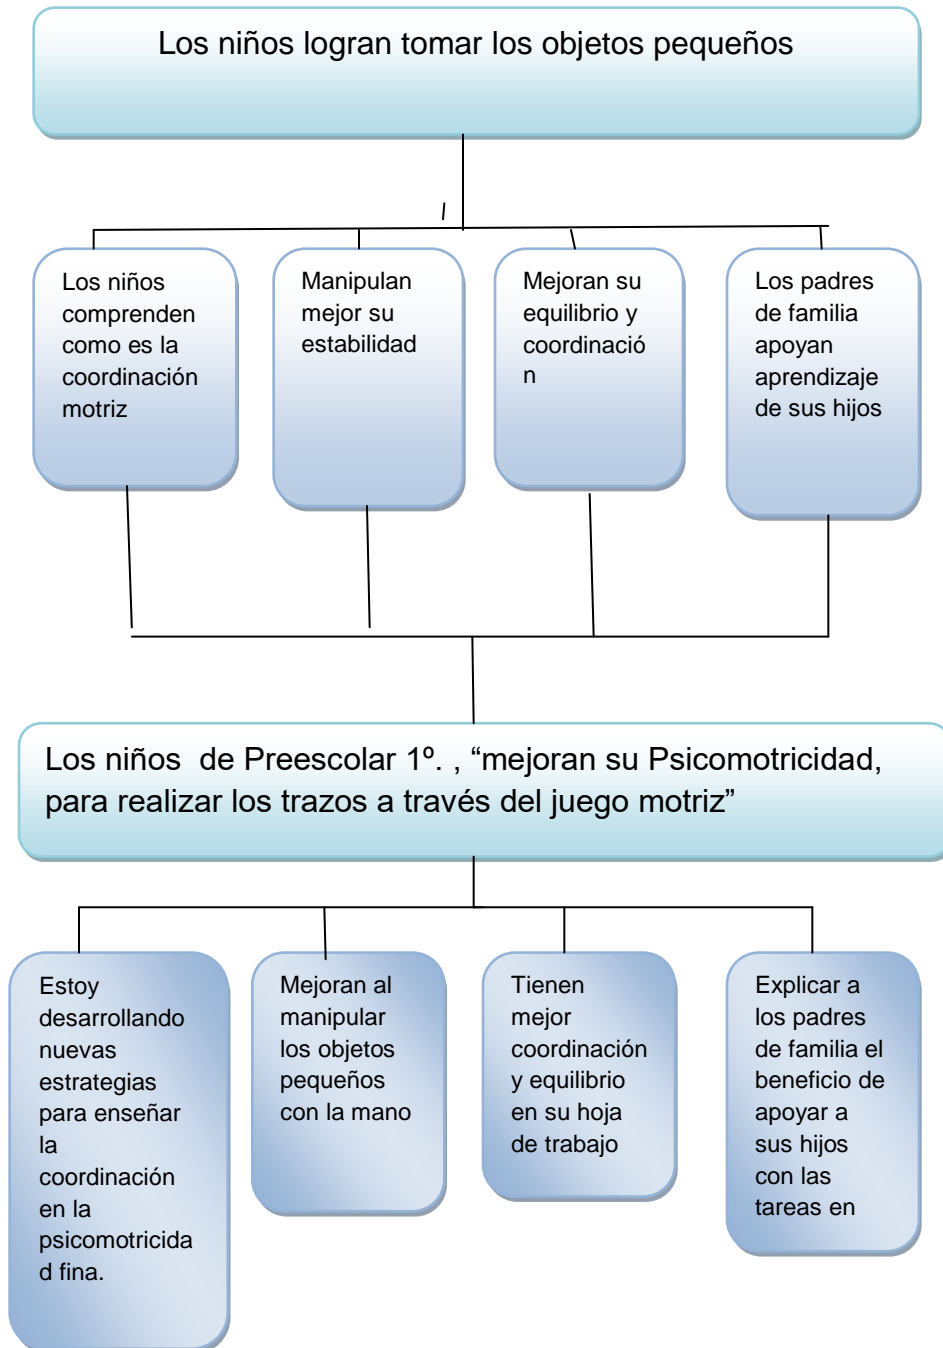 Los niños logran tomar los objetos pequeños
Los niños
comprenden
como es la
coordinación
motriz
Manipulan
mejor su
estabilidad
Mejoran su
equilibrio y
coordinació
n
Los padres
de familia
apoyan
aprendizaje
de sus hijos
Los niños  de Preescolar 1º. , “mejoran su Psicomotricidad,
para realizar los trazos a través del juego motriz”
Estoy
desarrollando
nuevas
estrategias
para enseñar
la
coordinación
en la
psicomotricida
d fina.
Mejoran al
manipular
los objetos
pequeños
con la mano
Tienen
mejor
coordinación
y equilibrio
en su hoja
de trabajo
Explicar a
los padres
de familia el
beneficio de
apoyar a
sus hijos
con las
tareas en